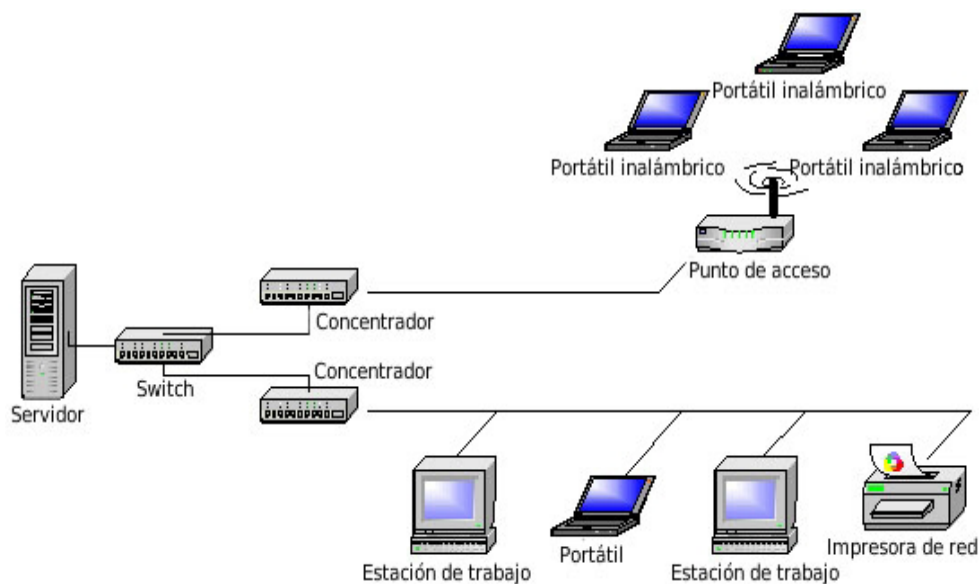 Portátil inalámbrico
Portátil inalámbrico
Portátil inalámbrico
Punto de acceso
Concentrador
Concentrador
Switch
Servidor
Portátil
Impresora de red
Estación de trabajo
Estación de trabajo